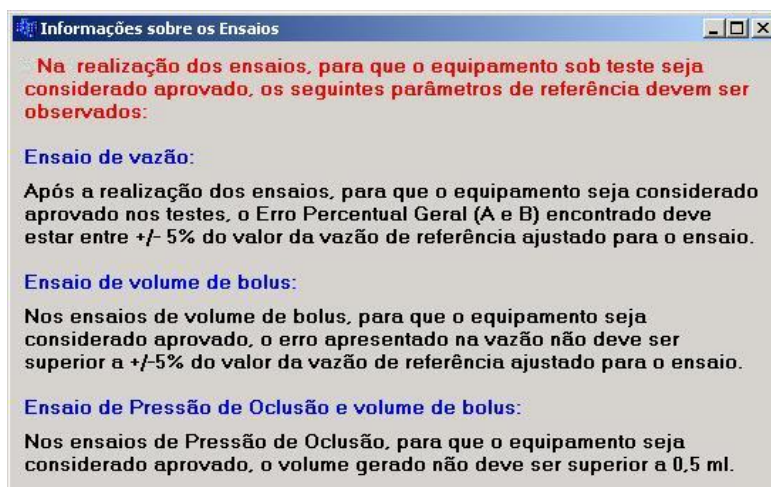 Informações sobre os Ensaios
Na realização dos ensaios, para que o equipamento sob teste seja
considerado aprovado, os seguintes parâmetros de referência devem ser
observados:
Ensaio de vazão:
Após a realização dos ensaios, para que o equipamento seja considerado
aprovado nos testes, o Erro Percentual Geral (A e B) encontrado deve
estar entre +/- 5% do valor da vazão de referência ajustado para o ensaio.
Ensaio de volume de bolus:
Nos ensaios de volume de bolus, para que o equipamento seja
considerado aprovado, o erro apresentado na vazão não deve ser
superior a +/-5% do valor da vazão de referência ajustado para o ensaio.
Ensaio de Pressão de Oclusão e volume de bolus:
Nos ensaios de Pressão de Oclusão, para que o equipamento seja
considerado aprovado, o volume gerado não deve ser superior a 0,5 ml.